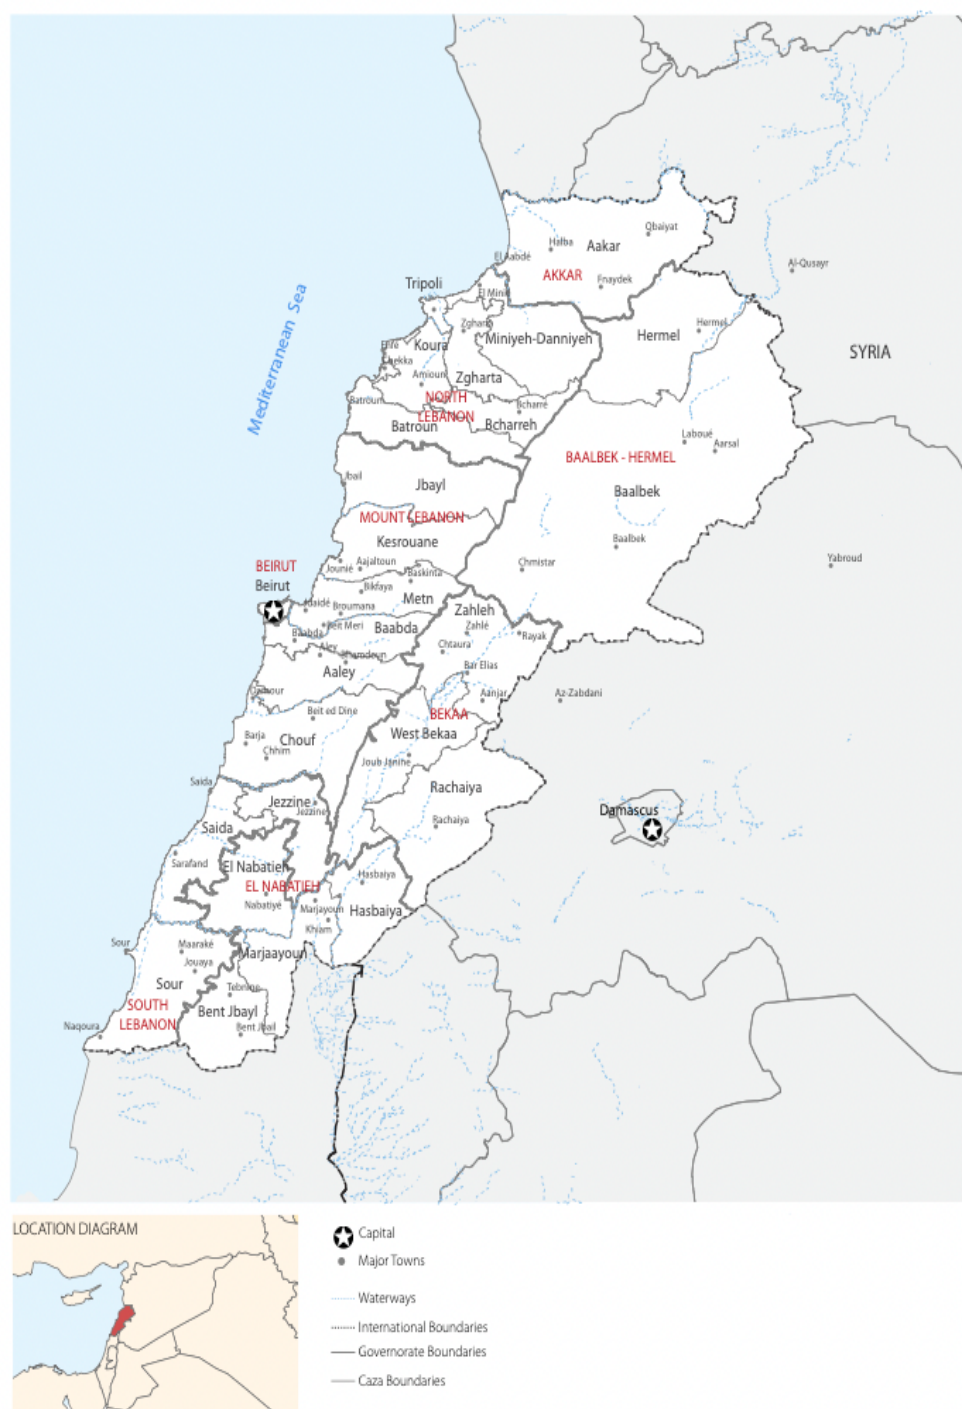 Qbaiyat
Halba
Aakar
El Aabdé
Al-Qusayr
AKKAR
Fnaydek
Tripoli
El Minié
Mediterranean Sea
Hermel
Hermel
Miniyeh-Danniyeh
Koura
SYRIA
Chekka
Amioun
Zgharta
NORTH
LEBANON
Batroun
Bcharré
Batroun
Bcharreh
Laboué
Aarsal
BAALBEK - HERMEL
Jbail
Jbayl
Baalbek
MOUNT LEBANON
Kesrouane
Baalbek
BEIRUT
Beirut
Jounié
Aajaltoun
Baskinta
Chmistar
Yabroud
Bikfaya
Metn
Jdaidé
Broumana
Zahleh
Beit Meri
Baabda
Zahlé
Rayak
Baabda
Aley
Chtaura
Aaley
Bar Elias
Damour
Aanjar
Az-Zabdani
Beit ed Dine
BEKAA
Barja
Chouf
West Bekaa
Chhim
Joub Janine
Saida
Rachaiya
Jezzine
Jezzine
Damascus
Saida
Rachaiya
Sarafand
El Nabatieh
EL NABATIEH
Hasbaiya
Nabatiyé
Marjayoun
Hasbaiya
Khiam
Sour
Maaraké
Marjaayoun
Jouaya
Sour
Tebnine
SOUTH
LEBANON
Bent Jbayl
Naqoura
Bent Jbail
LOCATION DIAGRAM
Capital
Major Towns
Waterways
International Boundaries
Governorate Boundaries
Caza Boundaries